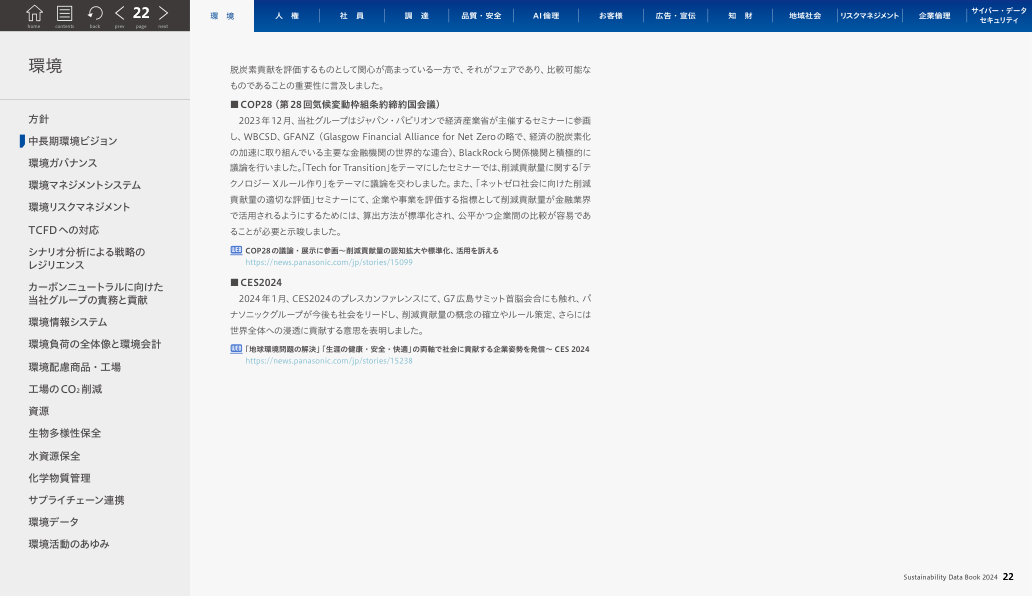 home contents back prev 22 page next
環 境 人 権 社 員 調 達 品質・安全 AI倫理 お客様 広告・宣伝 知 財 地域社会 リスクマネジメント 企業倫理 サイバー・データセキュリティ
環境
方針
中長期環境ビジョン
環境ガバナンス
環境マネジメントシステム
環境リスクマネジメント
TCFDへの対応
シナリオ分析による戦略の
レジリエンス
カーボンニュートラルに向けた
当社グループの責務と貢献
環境情報システム
環境負荷の全体像と環境会計
環境配慮商品・工場
工場のCO₂削減
資源
生物多様性保全
水資源保全
化学物質管理
サプライチェーン連携
環境データ
環境活動のあゆみ
脱炭素貢献を評価するものとして関心が高まっている一方で、それがフェアであり、比較可能な
ものであることの重要性に言及しました。
■COP28（第28回気候変動枠組条約締約国会議）
2023年12月、当社グループはジャパン・パビリオンで経済産業省が主催するセミナーに参画
し、WBCSD、GFANZ（Glasgow Financial Alliance for Net Zeroの略で、経済の脱炭素化
の加速に取り組んでいる主要な金融機関の世界的な連合）、BlackRockら関係機関と積極的に
議論を行いました。「Tech for Transition」をテーマにしたセミナーでは、削減貢献量に関する「テ
クノロジー Xルール作り」をテーマに議論を交わしました。また、「ネットゼロ社会に向けた削減
貢献量の適切な評価」セミナーにて、企業や事業を評価する指標として削減貢献量が金融業界
で活用されるようにするためには、算出方法が標準化され、公平かつ企業間の比較が容易であ
ることが必要と示唆しました。
COP28の議論・展示に参画～削減貢献量の認知拡大や標準化、活用を訴える
https://news.panasonic.com/jp/stories/15099
■CES2024
2024年1月、CES2024のプレスカンファレンスにて、G7広島サミット首脳会合にも触れ、パ
ナソニックグループが今後も社会をリードし、削減貢献量の概念の確立やルール策定、さらには
世界全体への浸透に貢献する意思を表明しました。
「地球環境問題の解決」「生涯の健康・安全・快適」の両軸で社会に貢献する企業姿勢を発信～ CES 2024
https://news.panasonic.com/jp/stories/15238
Sustainability Data Book 2024 22